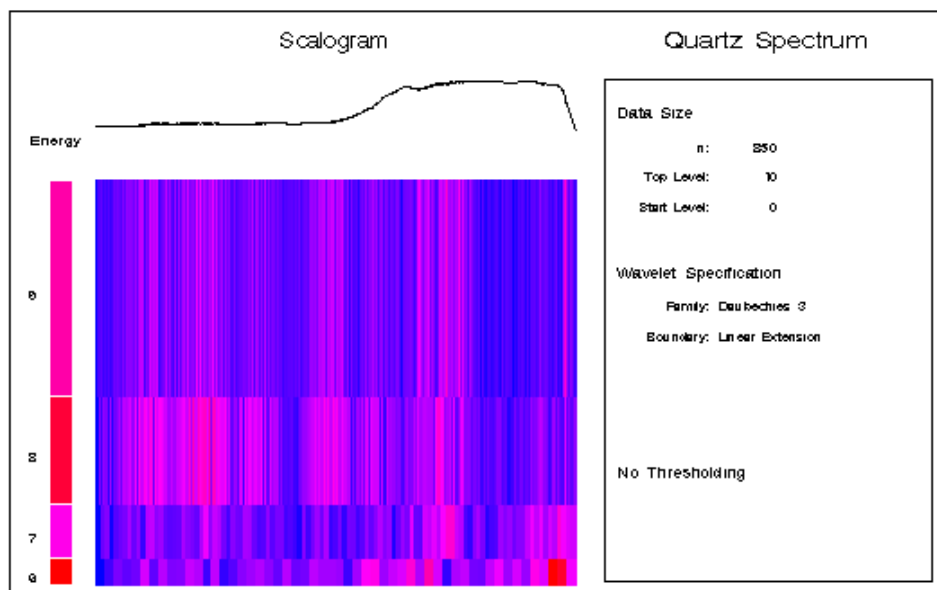 Scalogram
Quartz Spectrum
Energy
Data Size
n: 850
Top Level: 10
Start Level: 0
Wavelet Specification
Family: Daubechies 3
Boundary: Linear Extension
No Thresholding
9
8
7
6